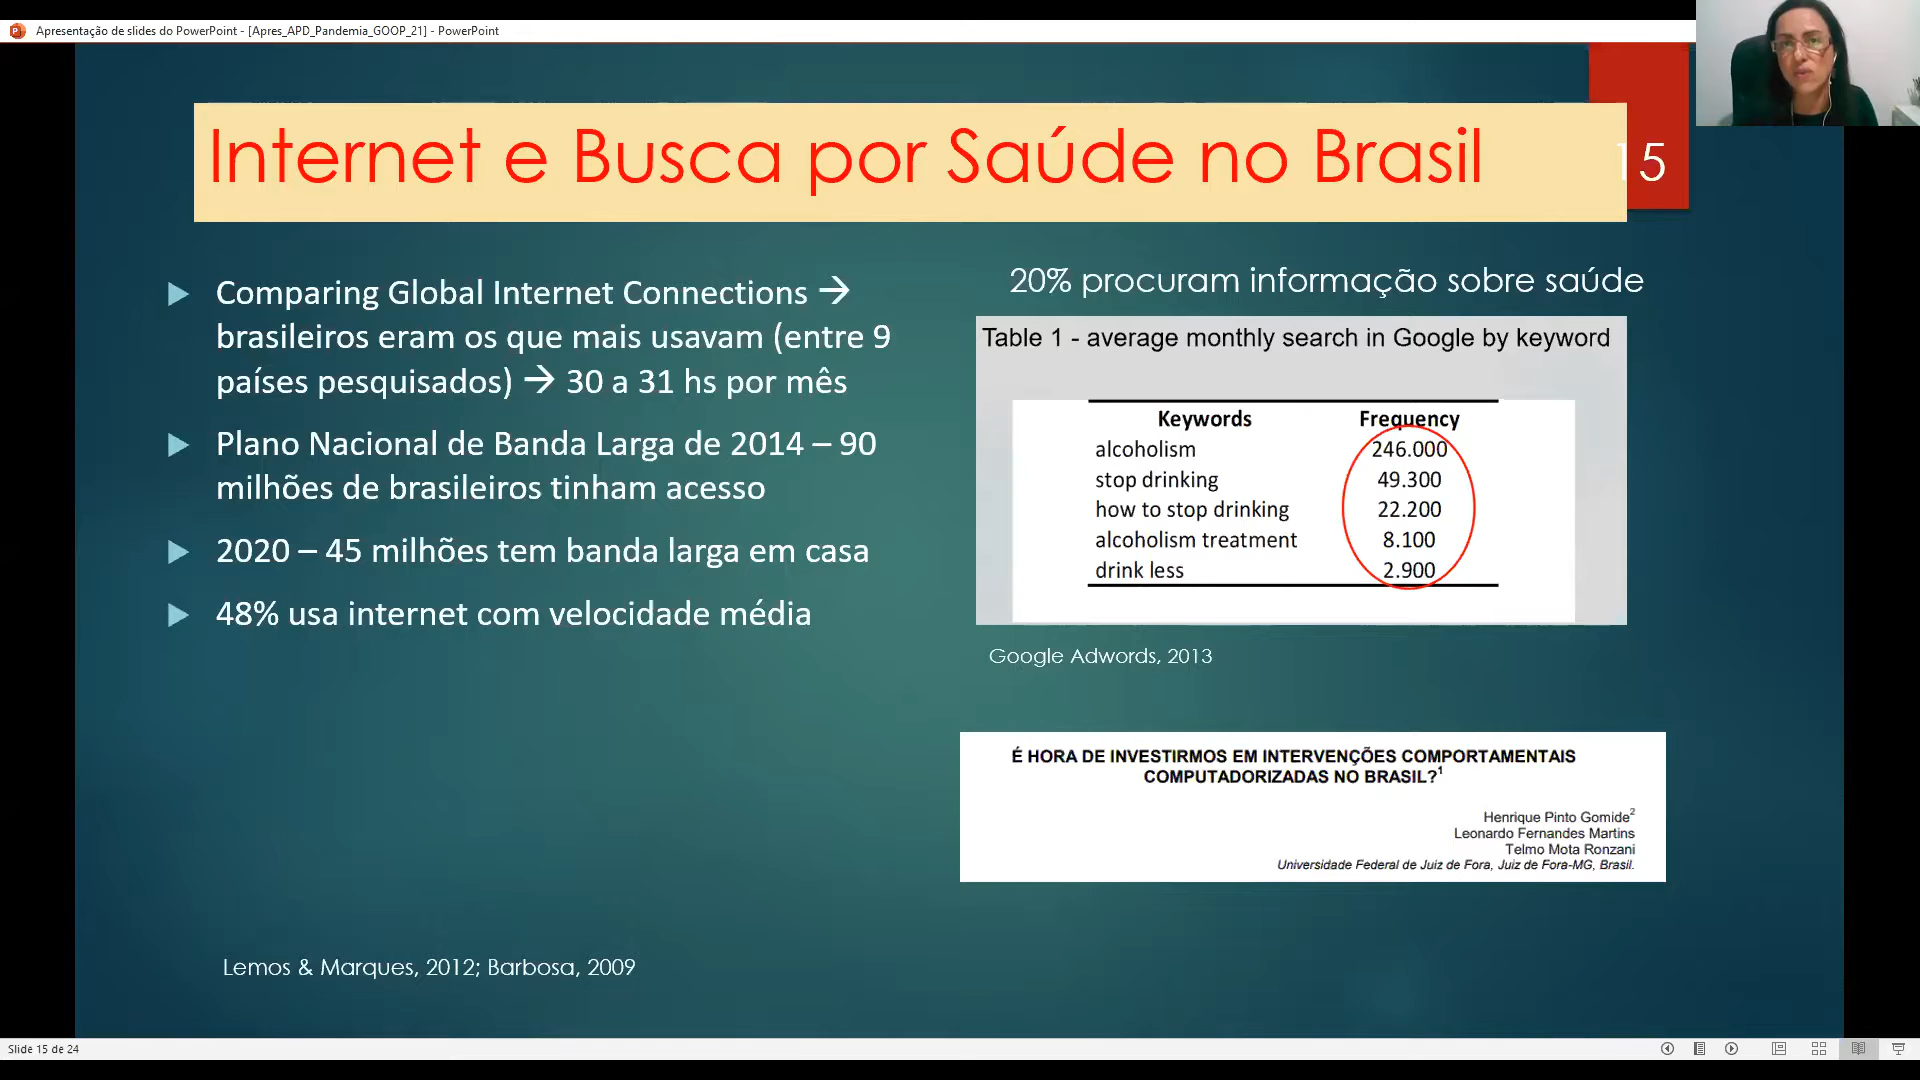 Apresentação de slides do PowerPoint - [Apres_APD_Pandemia_GOOP_21] - PowerPoint
Internet e Busca por Saúde no Brasil
15
Comparing Global Internet Connections →
brasileiros eram os que mais usavam (entre 9
países pesquisados) → 30 a 31 hs por mês
Plano Nacional de Banda Larga de 2014 – 90
milhões de brasileiros tinham acesso
2020 – 45 milhões tem banda larga em casa
48% usa internet com velocidade média
Lemos & Marques, 2012; Barbosa, 2009
20% procuram informação sobre saúde
Table 1 - average monthly search in Google by keyword
Keywords Frequency
alcoholism 246.000
stop drinking 49.300
how to stop drinking 22.200
alcoholism treatment 8.100
drink less 2.900
Google Adwords, 2013
É HORA DE INVESTIRMOS EM INTERVENÇÕES COMPORTAMENTAIS
COMPUTADORIZADAS NO BRASIL?¹
Henrique Pinto Gomide²
Leonardo Fernandes Martins
Telmo Mota Ronzani
Universidade Federal de Juiz de Fora, Juiz de Fora-MG, Brasil.
Slide 15 de 24